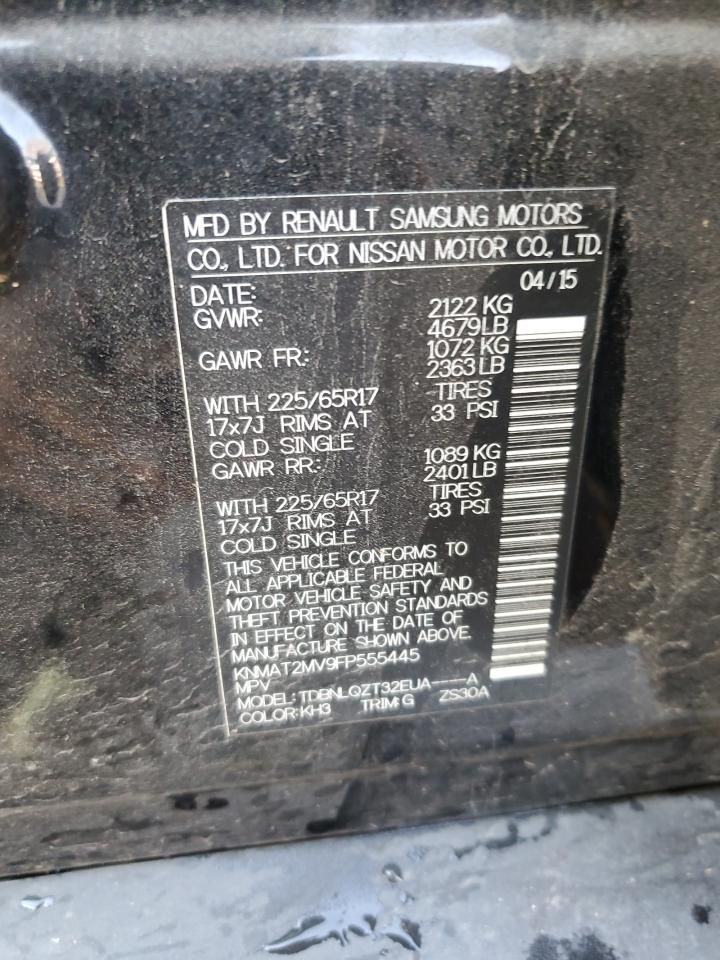 MFD BY RENAULT SAMSUNG MOTORS
CO., LTD. FOR NISSAN MOTOR CO., LTD.
DATE: 04/15
GVWR: 2122 KG
4679LB
GAWR FR: 1072 KG
2363LB
WITH 225/65R17 TIRES
17x7J RIMS AT 33 PSI
COLD SINGLE
GAWR RR: 1089 KG
2401LB
WITH 225/65R17 TIRES
17x7J RIMS AT 33 PSI
COLD SINGLE
THIS VEHICLE CONFORMS TO
ALL APPLICABLE FEDERAL
MOTOR VEHICLE SAFETY AND
THEFT PREVENTION STANDARDS
IN EFFECT ON THE DATE OF
MANUFACTURE SHOWN ABOVE.
KNMAT2MV9FP555445
MPV
MODEL: TDBNLQZT32EUA----A
COLOR: KH3 TRIM: G ZS30A